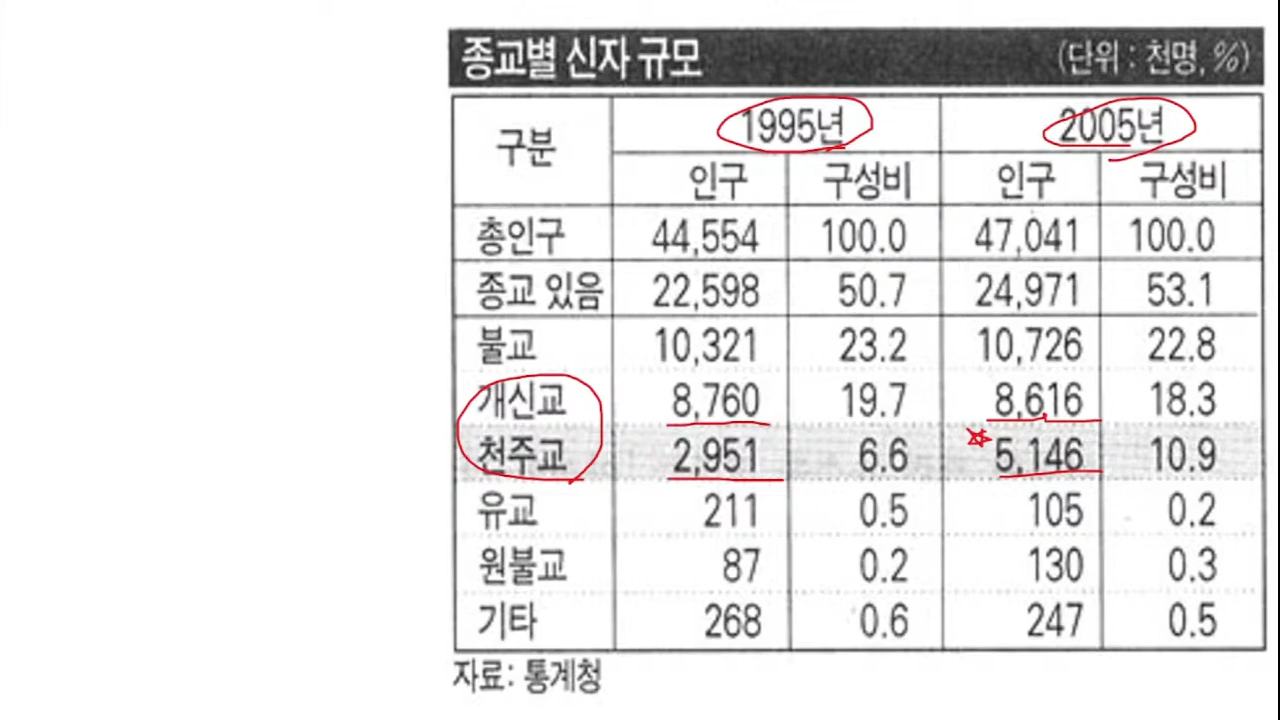 종교별 신자 규모 (단위 : 천명, %)
구분 1995년 2005년
인구 구성비 인구 구성비
총인구 44,554 100.0 47,041 100.0
종교 있음 22,598 50.7 24,971 53.1
불교 10,321 23.2 10,726 22.8
개신교 8,760 19.7 8,616 18.3
천주교 2,951 6.6 5,146 10.9
유교 211 0.5 105 0.2
원불교 87 0.2 130 0.3
기타 268 0.6 247 0.5
자료: 통계청